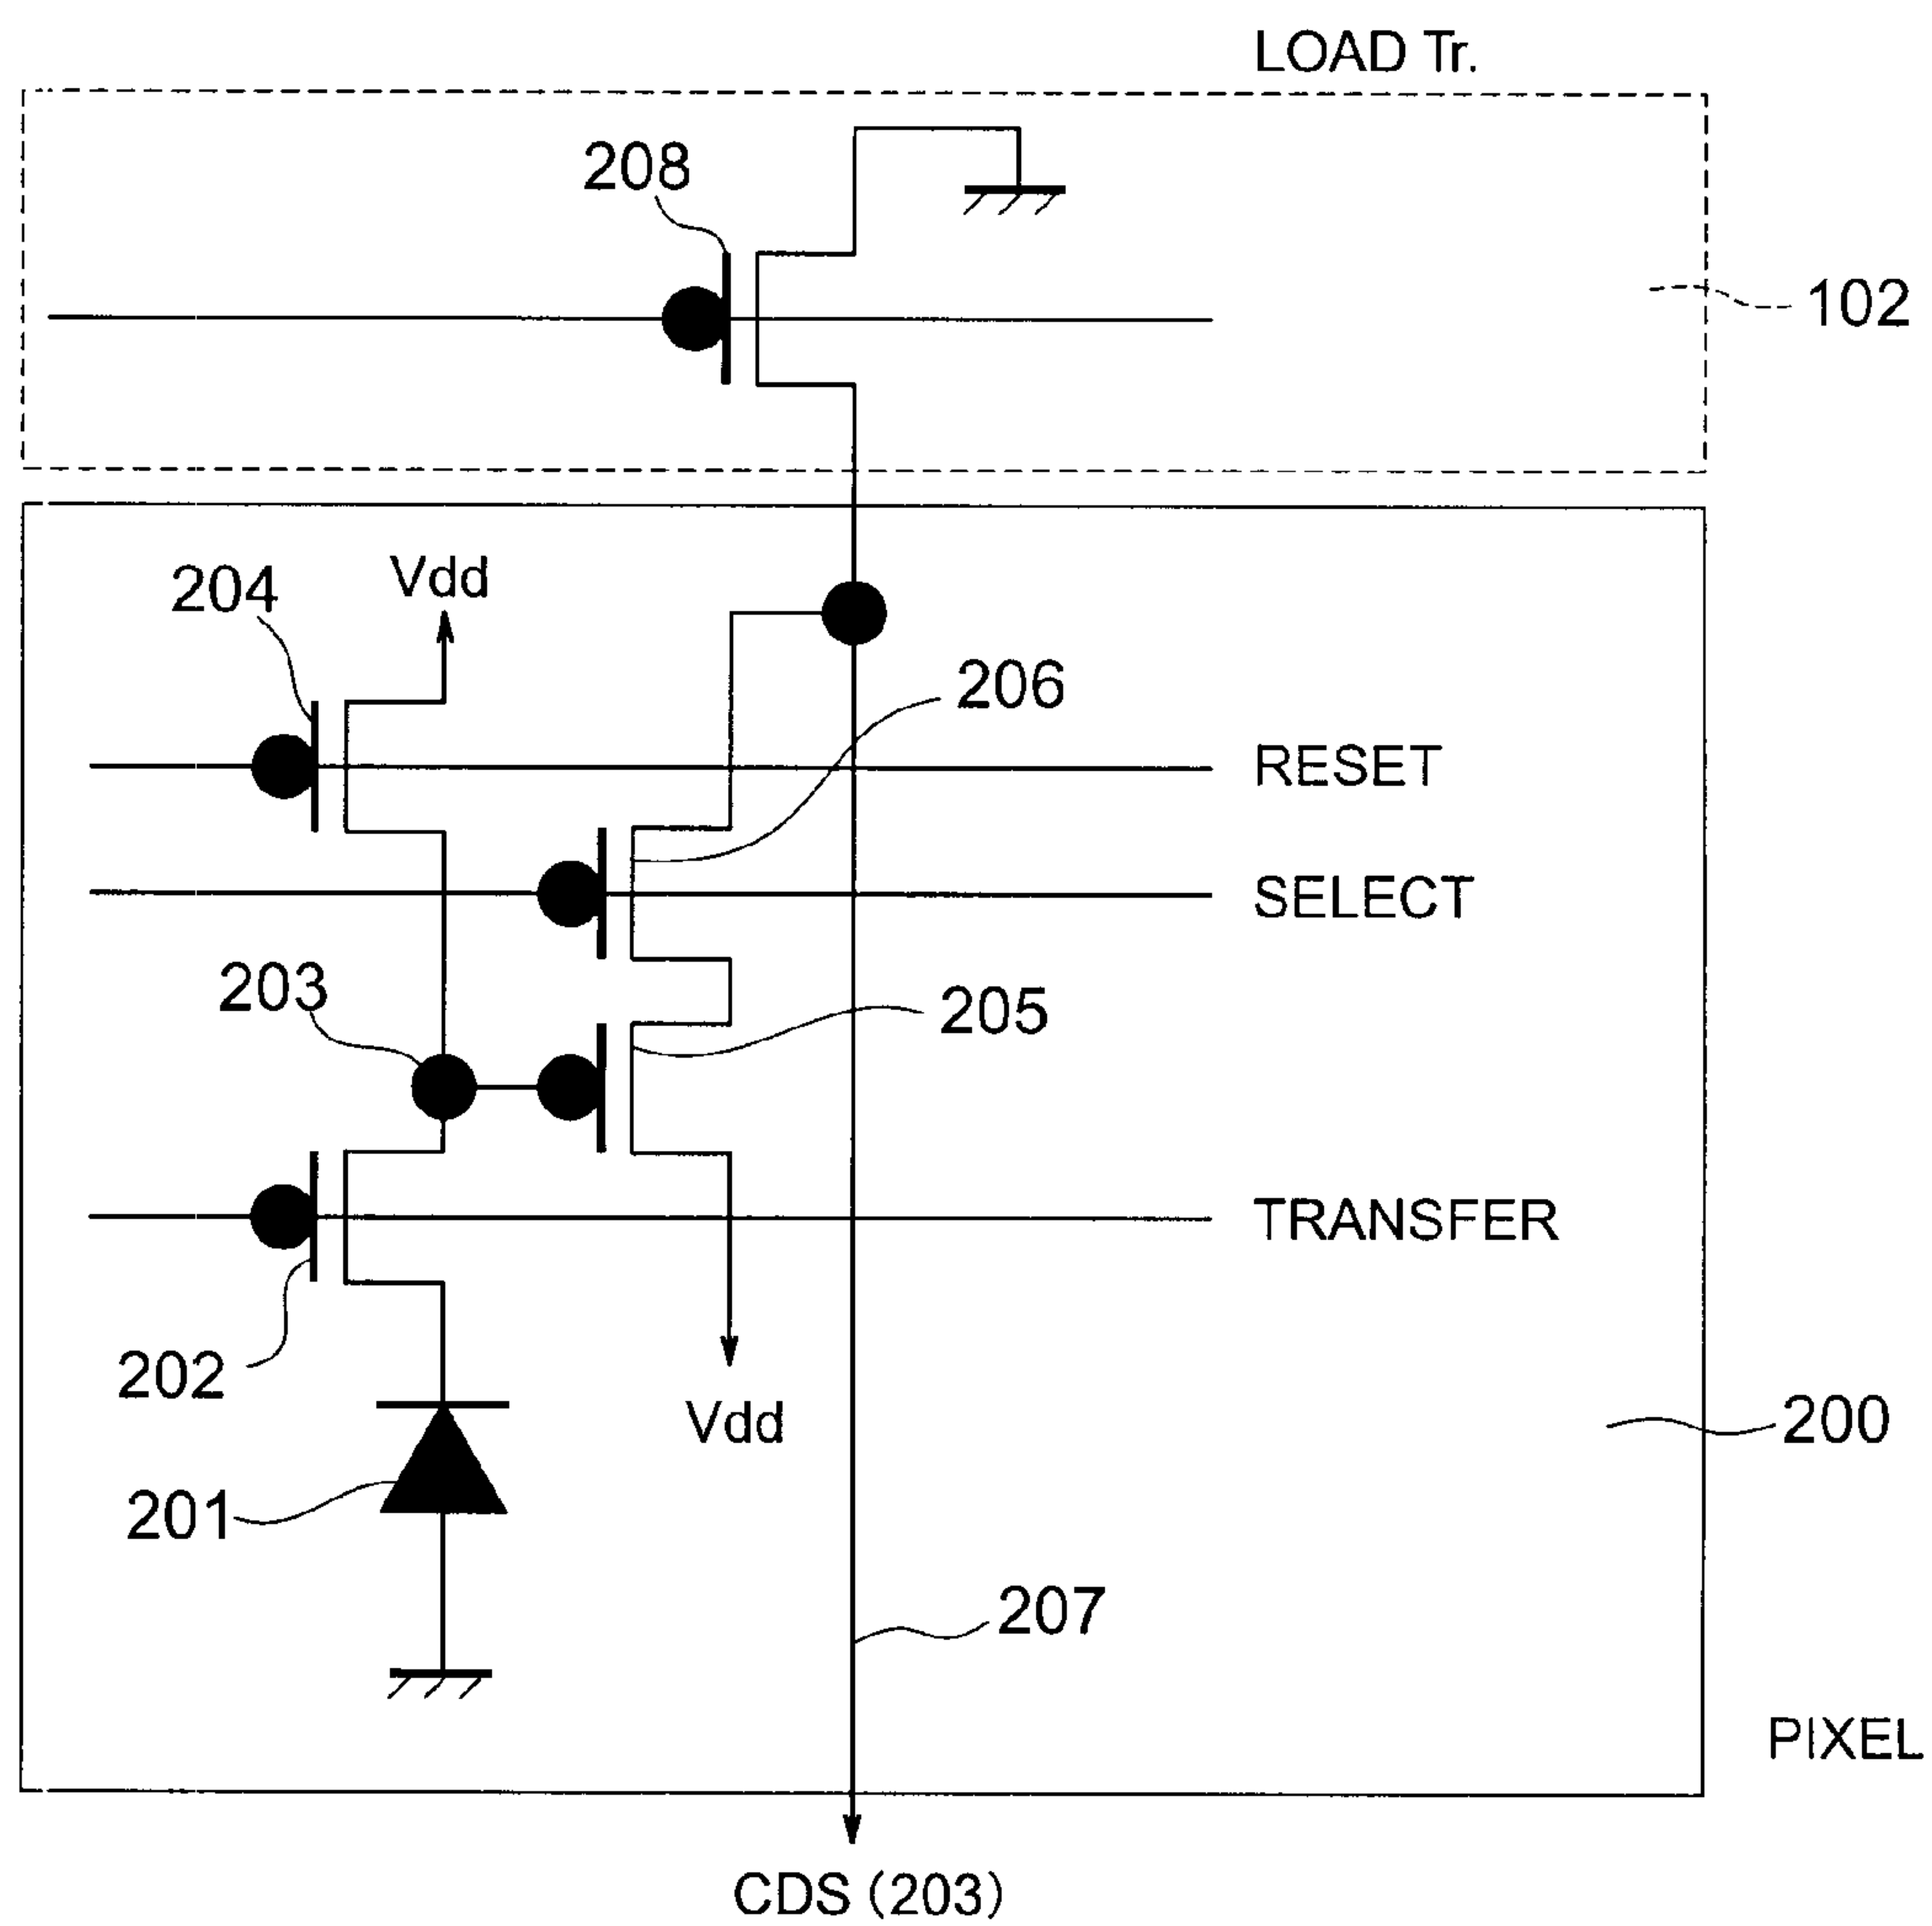 LOAD Tr.
208
102
204
Vdd
206
RESET
SELECT
203
205
TRANSFER
202
Vdd
200
201
207
PIXEL
CDS (203)